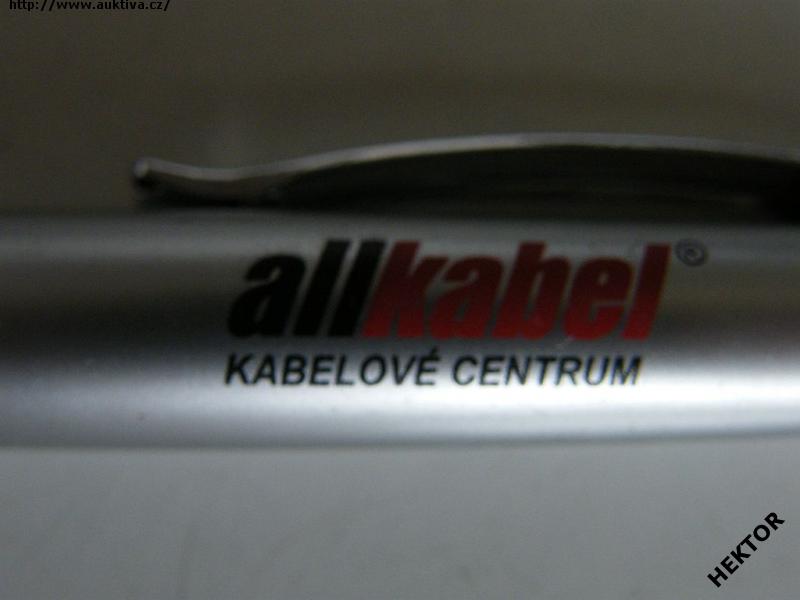 http://www.auktiva.cz/
allkabel®
KABELOVÉ CENTRUM
HEKTOR